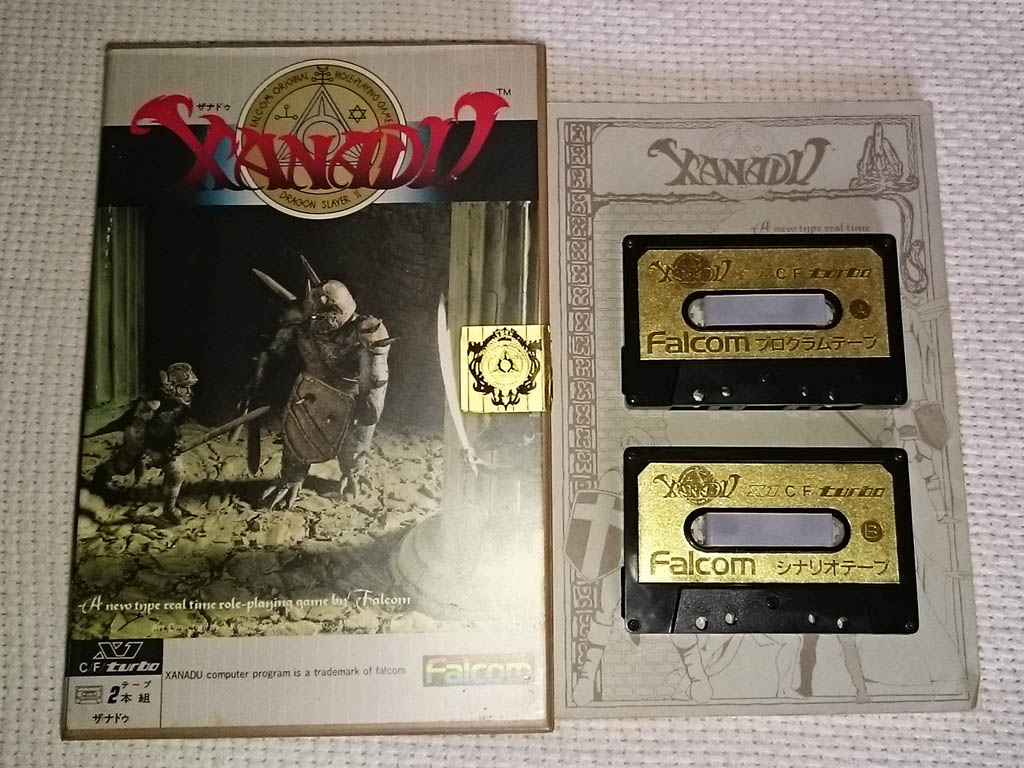 ザナドゥ
FALCOM ORIGINAL ROLE-PLAYING GAME
XANADU
TM
DRAGON SLAYER II
A new type real time role-playing game by Falcom
X1
C F turbo
XANADU computer program is a trademark of falcom
Falcom
テープ
2本組
ザナドゥ
XANADU
A new type real time
XANADU
X1 C F turbo
A
Falcom プログラムテープ
XANADU
X1 C F turbo
B
Falcom シナリオテープ